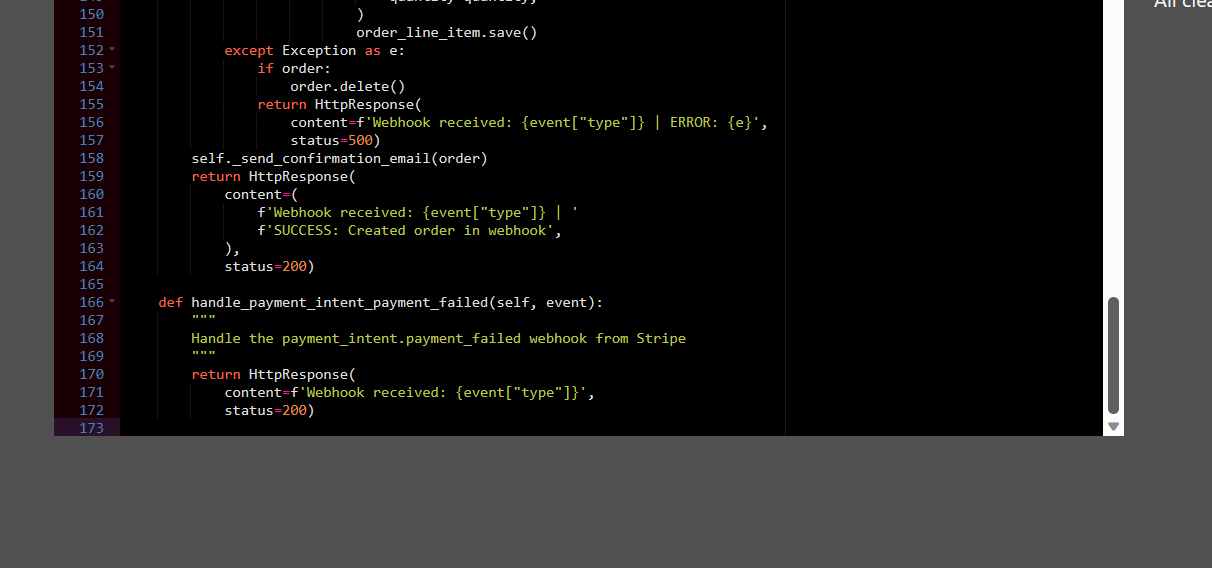 150 )
151 order_line_item.save()
152 except Exception as e:
153 if order:
154 order.delete()
155 return HttpResponse(
156 content=f'Webhook received: {event["type"]} | ERROR: {e}',
157 status=500)
158 self._send_confirmation_email(order)
159 return HttpResponse(
160 content=(
161 f'Webhook received: {event["type"]} | '
162 f'SUCCESS: Created order in webhook',
163 ),
164 status=200)
165
166 def handle_payment_intent_payment_failed(self, event):
167 """
168 Handle the payment_intent.payment_failed webhook from Stripe
169 """
170 return HttpResponse(
171 content=f'Webhook received: {event["type"]}',
172 status=200)
173
All clea